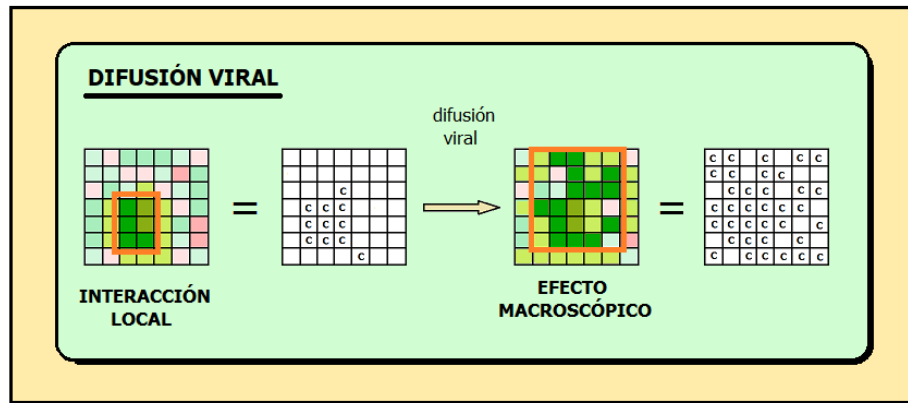 DIFUSIÓN VIRAL
difusión
viral
c
c c c
= c c c
c c c
c
INTERACCIÓN
LOCAL
=
c c c c c
c c c c
c c c c c
c c c c c c
c c c c c c
c c c c c
c c c c c c
EFECTO
MACROSCÓPICO